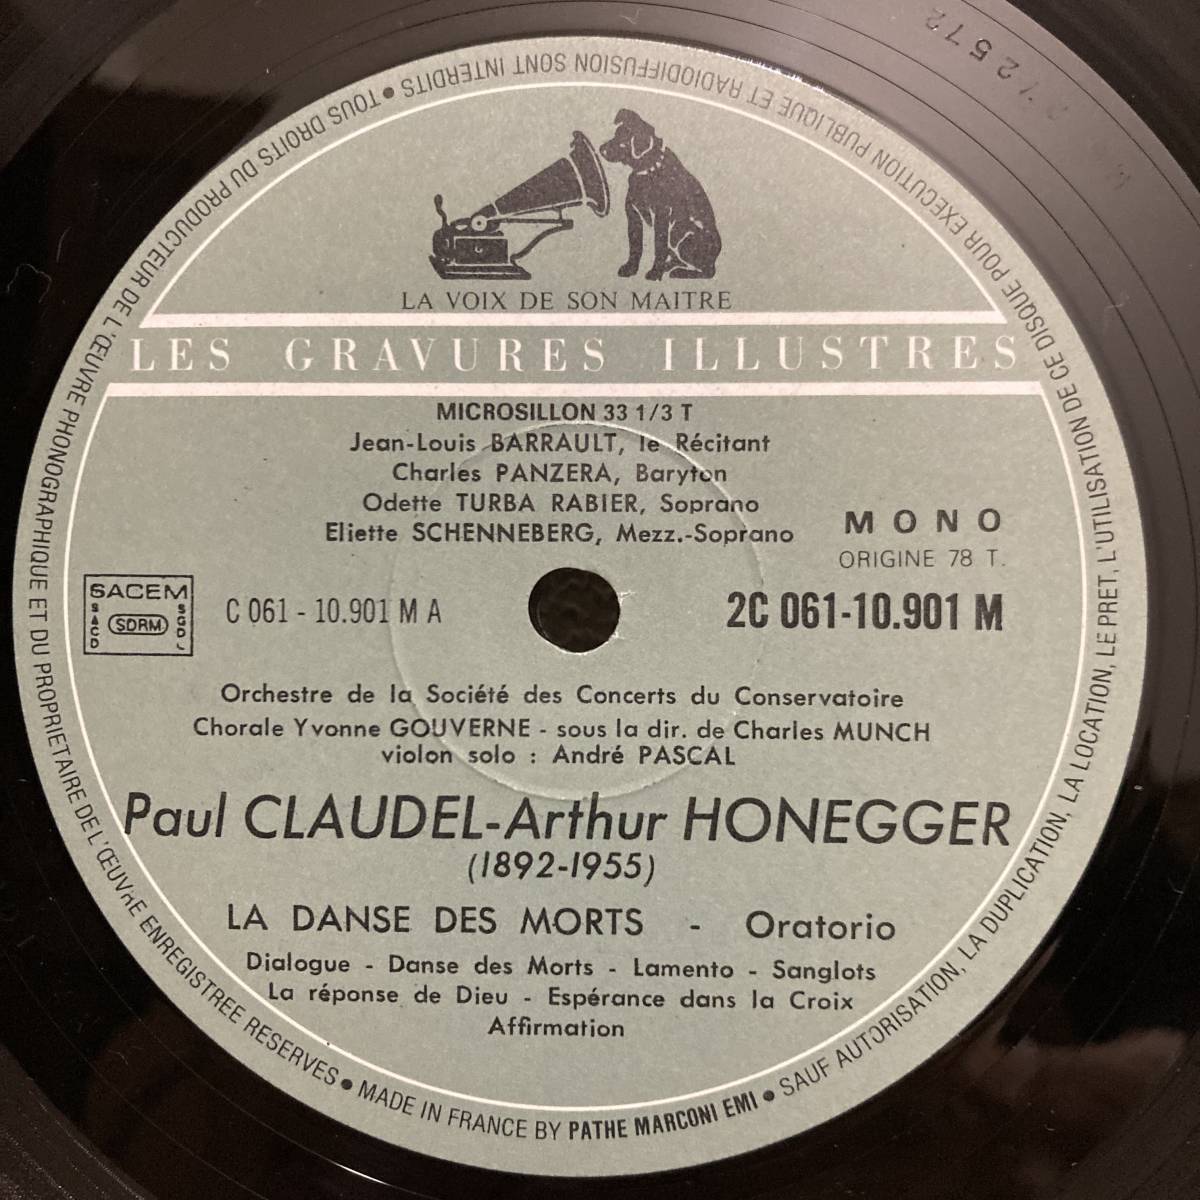 LA VOIX DE SON MAITRE
LES GRAVURES ILLUSTRES
MICROSILLON 33 1/3 T
Jean-Louis BARRAULT, le Récitant
Charles PANZERA, Baryton
Odette TURBA RABIER, Soprano
Eliette SCHENNEBERG, Mezz.-Soprano
MONO
ORIGINE 78 T.
SACEM
SACD
SDRM
SGDL
C 061 - 10.901 M A
2C 061-10.901 M
Orchestre de la Société des Concerts du Conservatoire
Chorale Yvonne GOUVERNE - sous la dir. de Charles MUNCH
violon solo : André PASCAL
Paul CLAUDEL-Arthur HONEGGER
(1892-1955)
LA DANSE DES MORTS - Oratorio
Dialogue - Danse des Morts - Lamento - Sanglots
La réponse de Dieu - Espérance dans la Croix
Affirmation
TOUS DROITS DU PRODUCTEUR DE L'ŒUVRE PHONOGRAPHIQUE ET DU PROPRIETAIRE DE L'ŒUVRE ENREGISTREE RESERVES • MADE IN FRANCE BY PATHE MARCONI EMI • SAUF AUTORISATION, LA DUPLICATION, LA LOCATION, LE PRET, L'UTILISATION DE CE DISQUE POUR EXECUTION PUBLIQUE ET RADIODIFFUSION SONT INTERDITS •